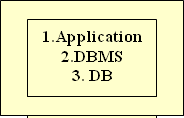 1.Application
2.DBMS
3. DB